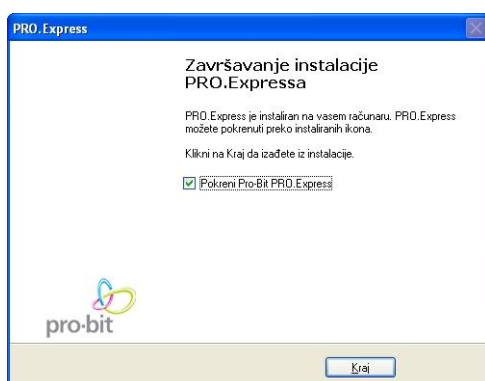 PRO.Express
Završavanje instalacije
PRO.Expressa
PRO.Express je instaliran na vasem računaru. PRO.Express
možete pokrenuti preko instaliranih ikona.
Klikni na Kraj da izađete iz instalacije.
Pokreni Pro-Bit PRO.Express
pro·bit
Kraj